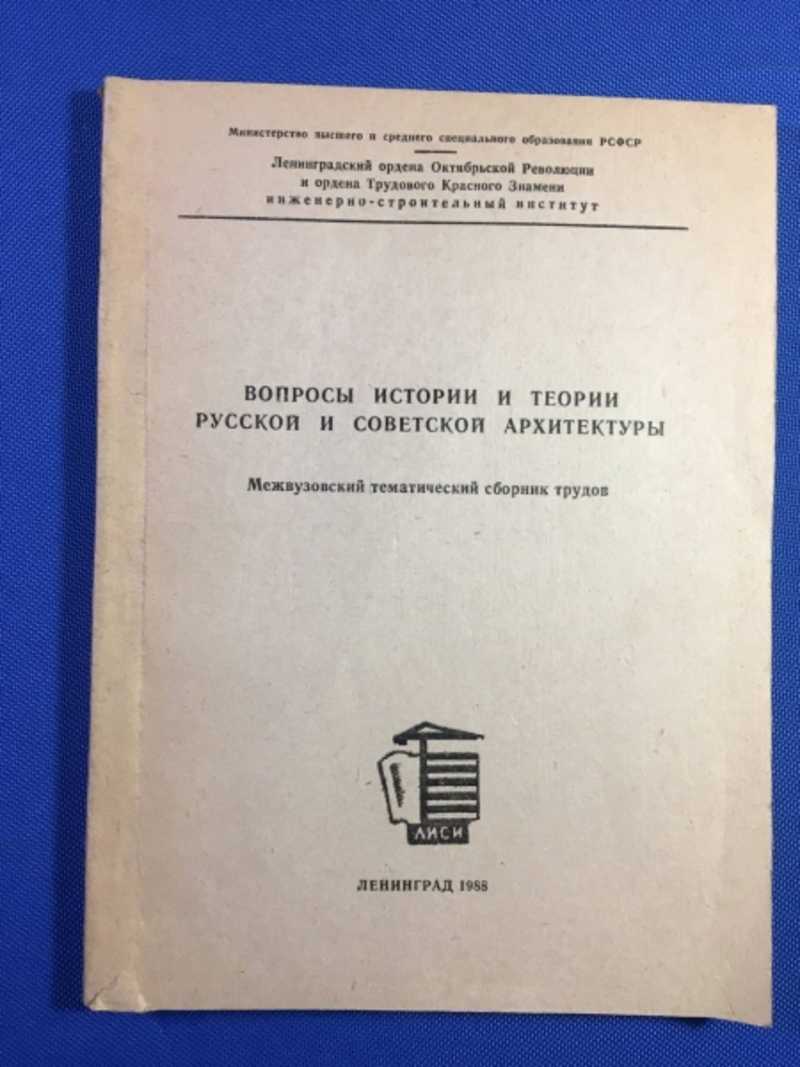 Министерство высшего и среднего специального образования РСФСР
Ленинградский ордена Октябрьской Революции
и ордена Трудового Красного Знамени
инженерно-строительный институт
ВОПРОСЫ ИСТОРИИ И ТЕОРИИ
РУССКОЙ И СОВЕТСКОЙ АРХИТЕКТУРЫ
Межвузовский тематический сборник трудов
ЛИСИ
ЛЕНИНГРАД 1988